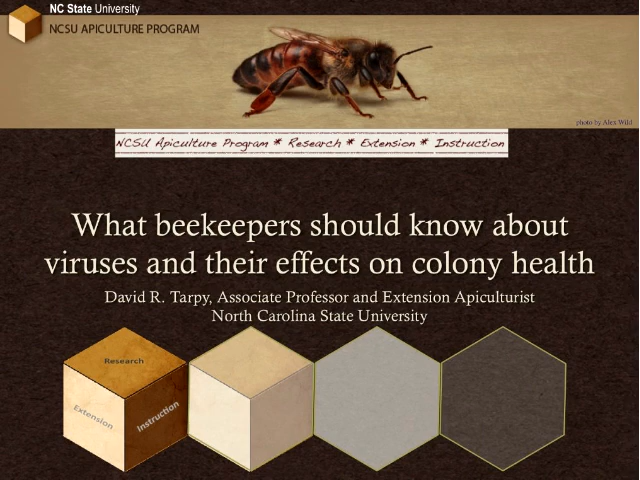 NC State University
NCSU APICULTURE PROGRAM
photo by Alex Wild
NCSU Apiculture Program * Research * Extension * Instruction
What beekeepers should know about
viruses and their effects on colony health
David R. Tarpy, Associate Professor and Extension Apiculturist
North Carolina State University
Research
Extension
Instruction